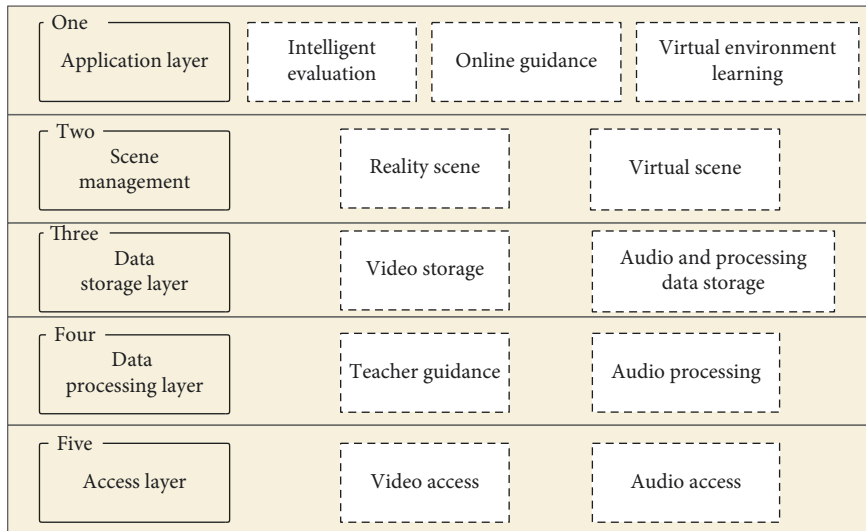 One
Application layer
Intelligent
evaluation
Online guidance
Virtual environment
learning
Two
Scene
management
Reality scene
Virtual scene
Three
Data
storage layer
Video storage
Audio and processing
data storage
Four
Data
processing layer
Teacher guidance
Audio processing
Five
Access layer
Video access
Audio access